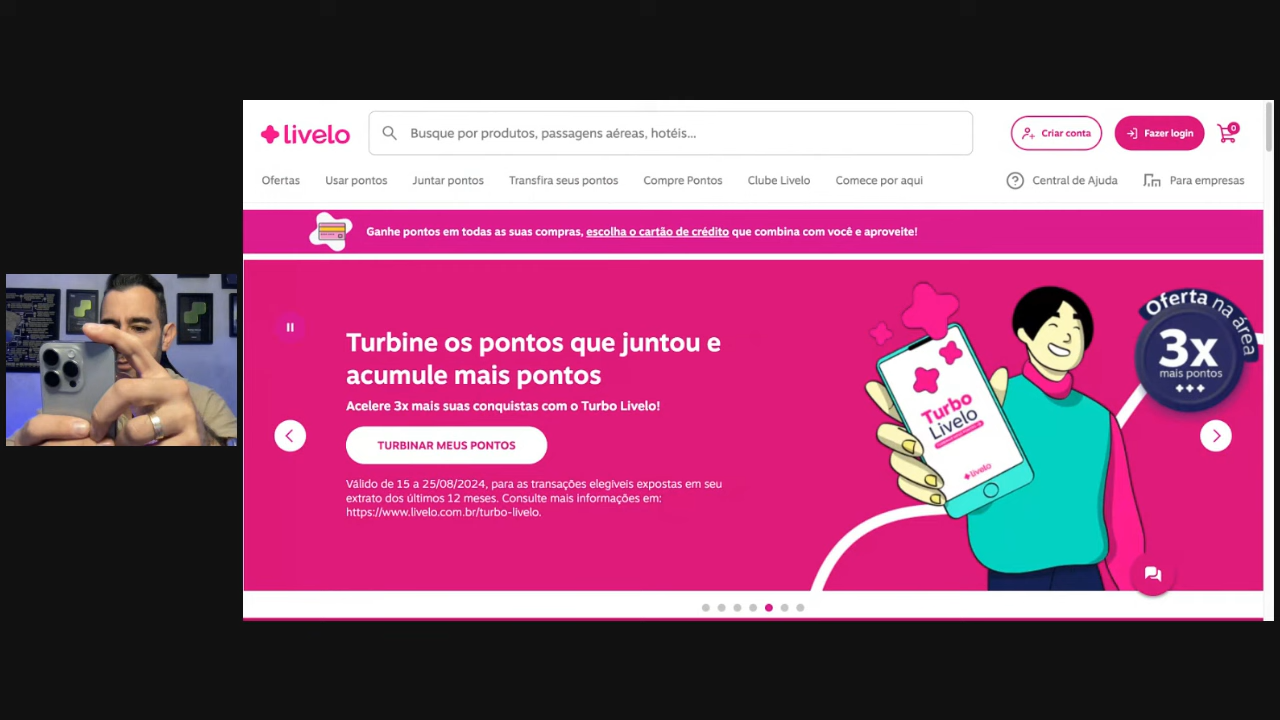 livelo
Busque por produtos, passagens aéreas, hotéis...
Criar conta
Fazer login
0
Ofertas
Usar pontos
Juntar pontos
Transfira seus pontos
Compre Pontos
Clube Livelo
Comece por aqui
Central de Ajuda
Para empresas
Ganhe pontos em todas as suas compras, escolha o cartão de crédito que combina com você e aproveite!
Turbine os pontos que juntou e
acumule mais pontos
Acelere 3x mais suas conquistas com o Turbo Livelo!
TURBINAR MEUS PONTOS
Válido de 15 a 25/08/2024, para as transações elegíveis expostas em seu
extrato dos últimos 12 meses. Consulte mais informações em:
https://www.livelo.com.br/turbo-livelo.
Turbo
Livelo
livelo
Oferta na área
3x
mais pontos